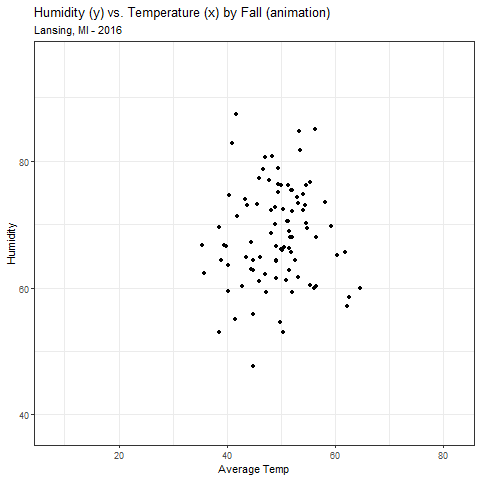 Humidity (y) vs. Temperature (x) by Fall (animation)
Lansing, MI - 2016
80
60
40
Humidity
20 40 60 80
Average Temp